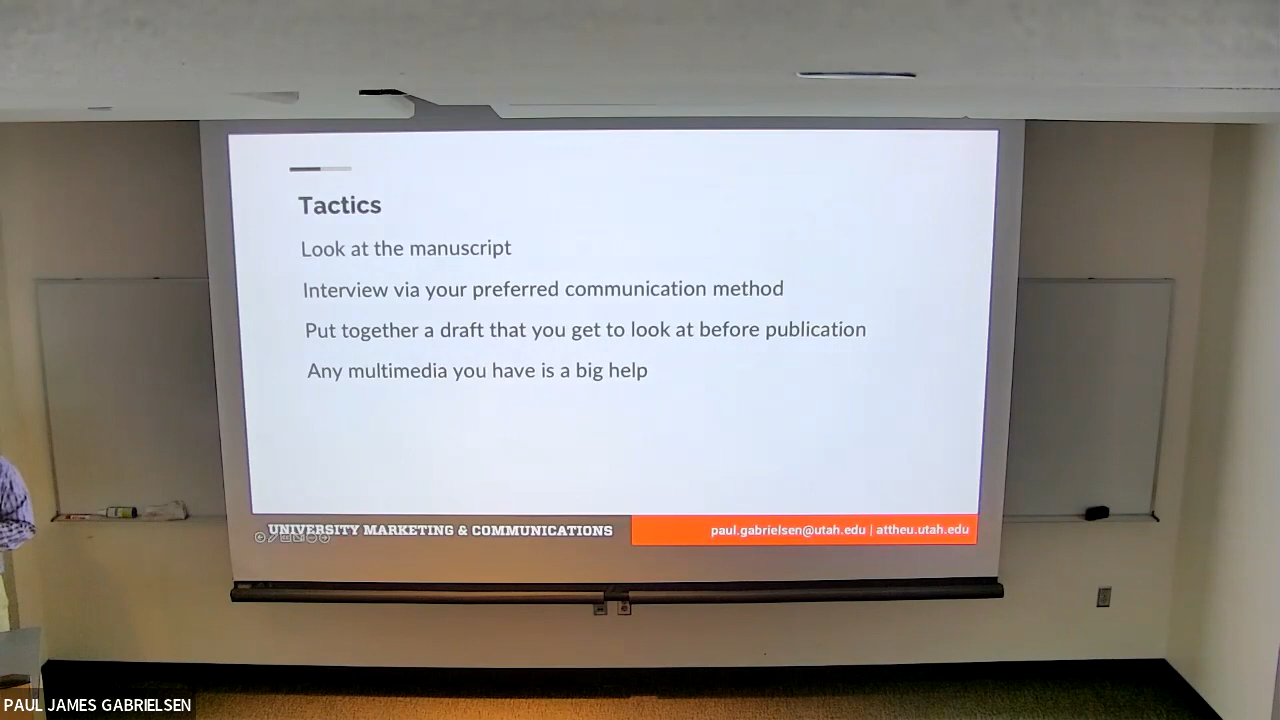 Tactics
Look at the manuscript
Interview via your preferred communication method
Put together a draft that you get to look at before publication
Any multimedia you have is a big help
UNIVERSITY MARKETING & COMMUNICATIONS
paul.gabrielsen@utah.edu | attheu.utah.edu
PAUL JAMES GABRIELSEN